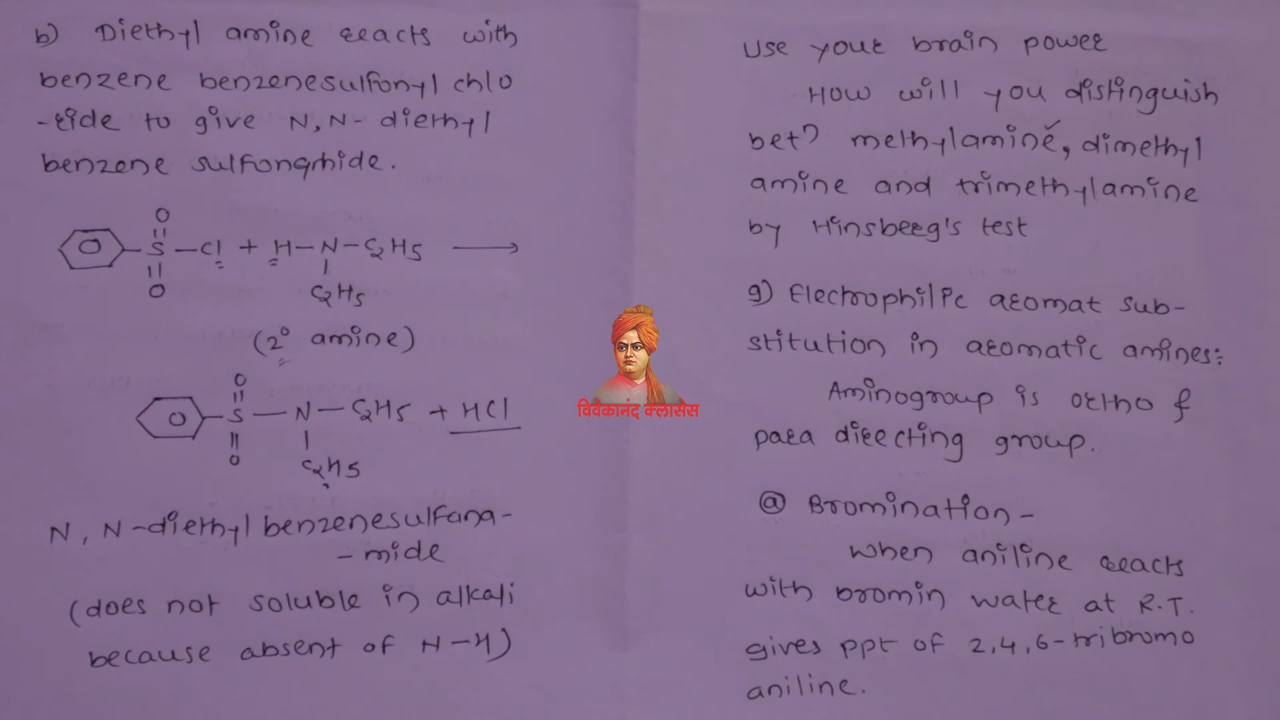 b) Diethyl amine reacts with
benzene benzenesulfonyl chlo
-ride to give N,N- diethyl
benzene sulfonamide.
O
S — Cl + H — N — C2H5 →
O
C2H5
(2° amine)
O
S — N — C2H5 + HCl
O
C2H5
N, N-diethyl benzenesulfana-
- mide
(does not soluble in alkali
because absent of N-H)
Use your brain power
How will you distinguish
betn methylamine, dimethyl
amine and trimethylamine
by Hinsberg's test
g) Electrophilic aromat sub-
stitution in aromatic amines:
Aminogroup is ortho &
para directing group.
ⓐ Bromination -
When aniline reacts
with bromin water at R.T.
gives ppt of 2,4,6-tribromo
aniline.
विवेकानंद क्लासेस